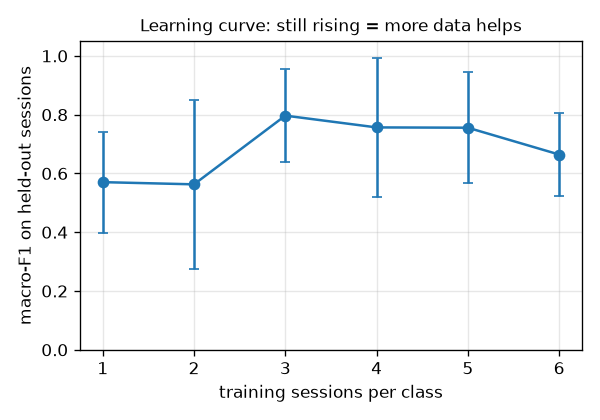 Learning curve: still rising = more data helps
macro-F1 on held-out sessions
1.0
0.8
0.6
0.4
0.2
0.0
1 2 3 4 5 6
training sessions per class